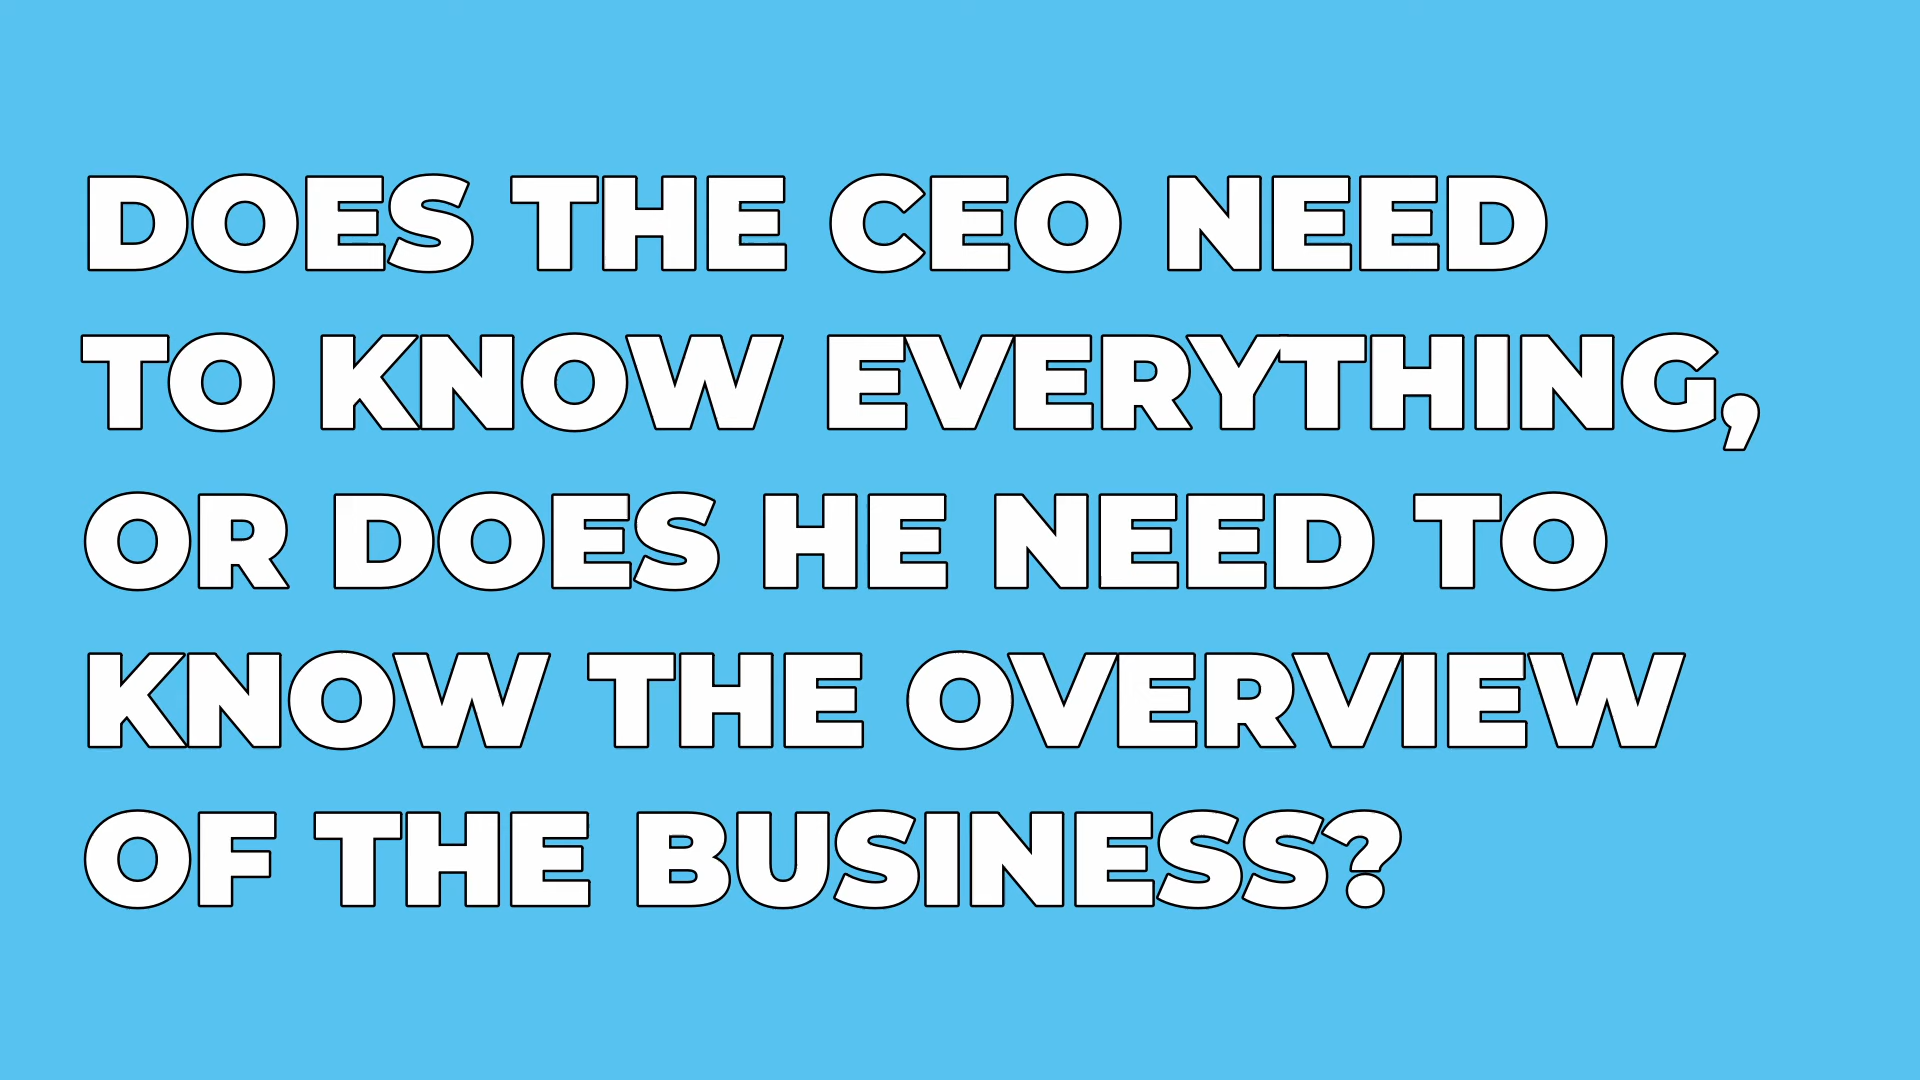 DOES THE CEO NEED
TO KNOW EVERYTHING,
OR DOES HE NEED TO
KNOW THE OVERVIEW
OF THE BUSINESS?